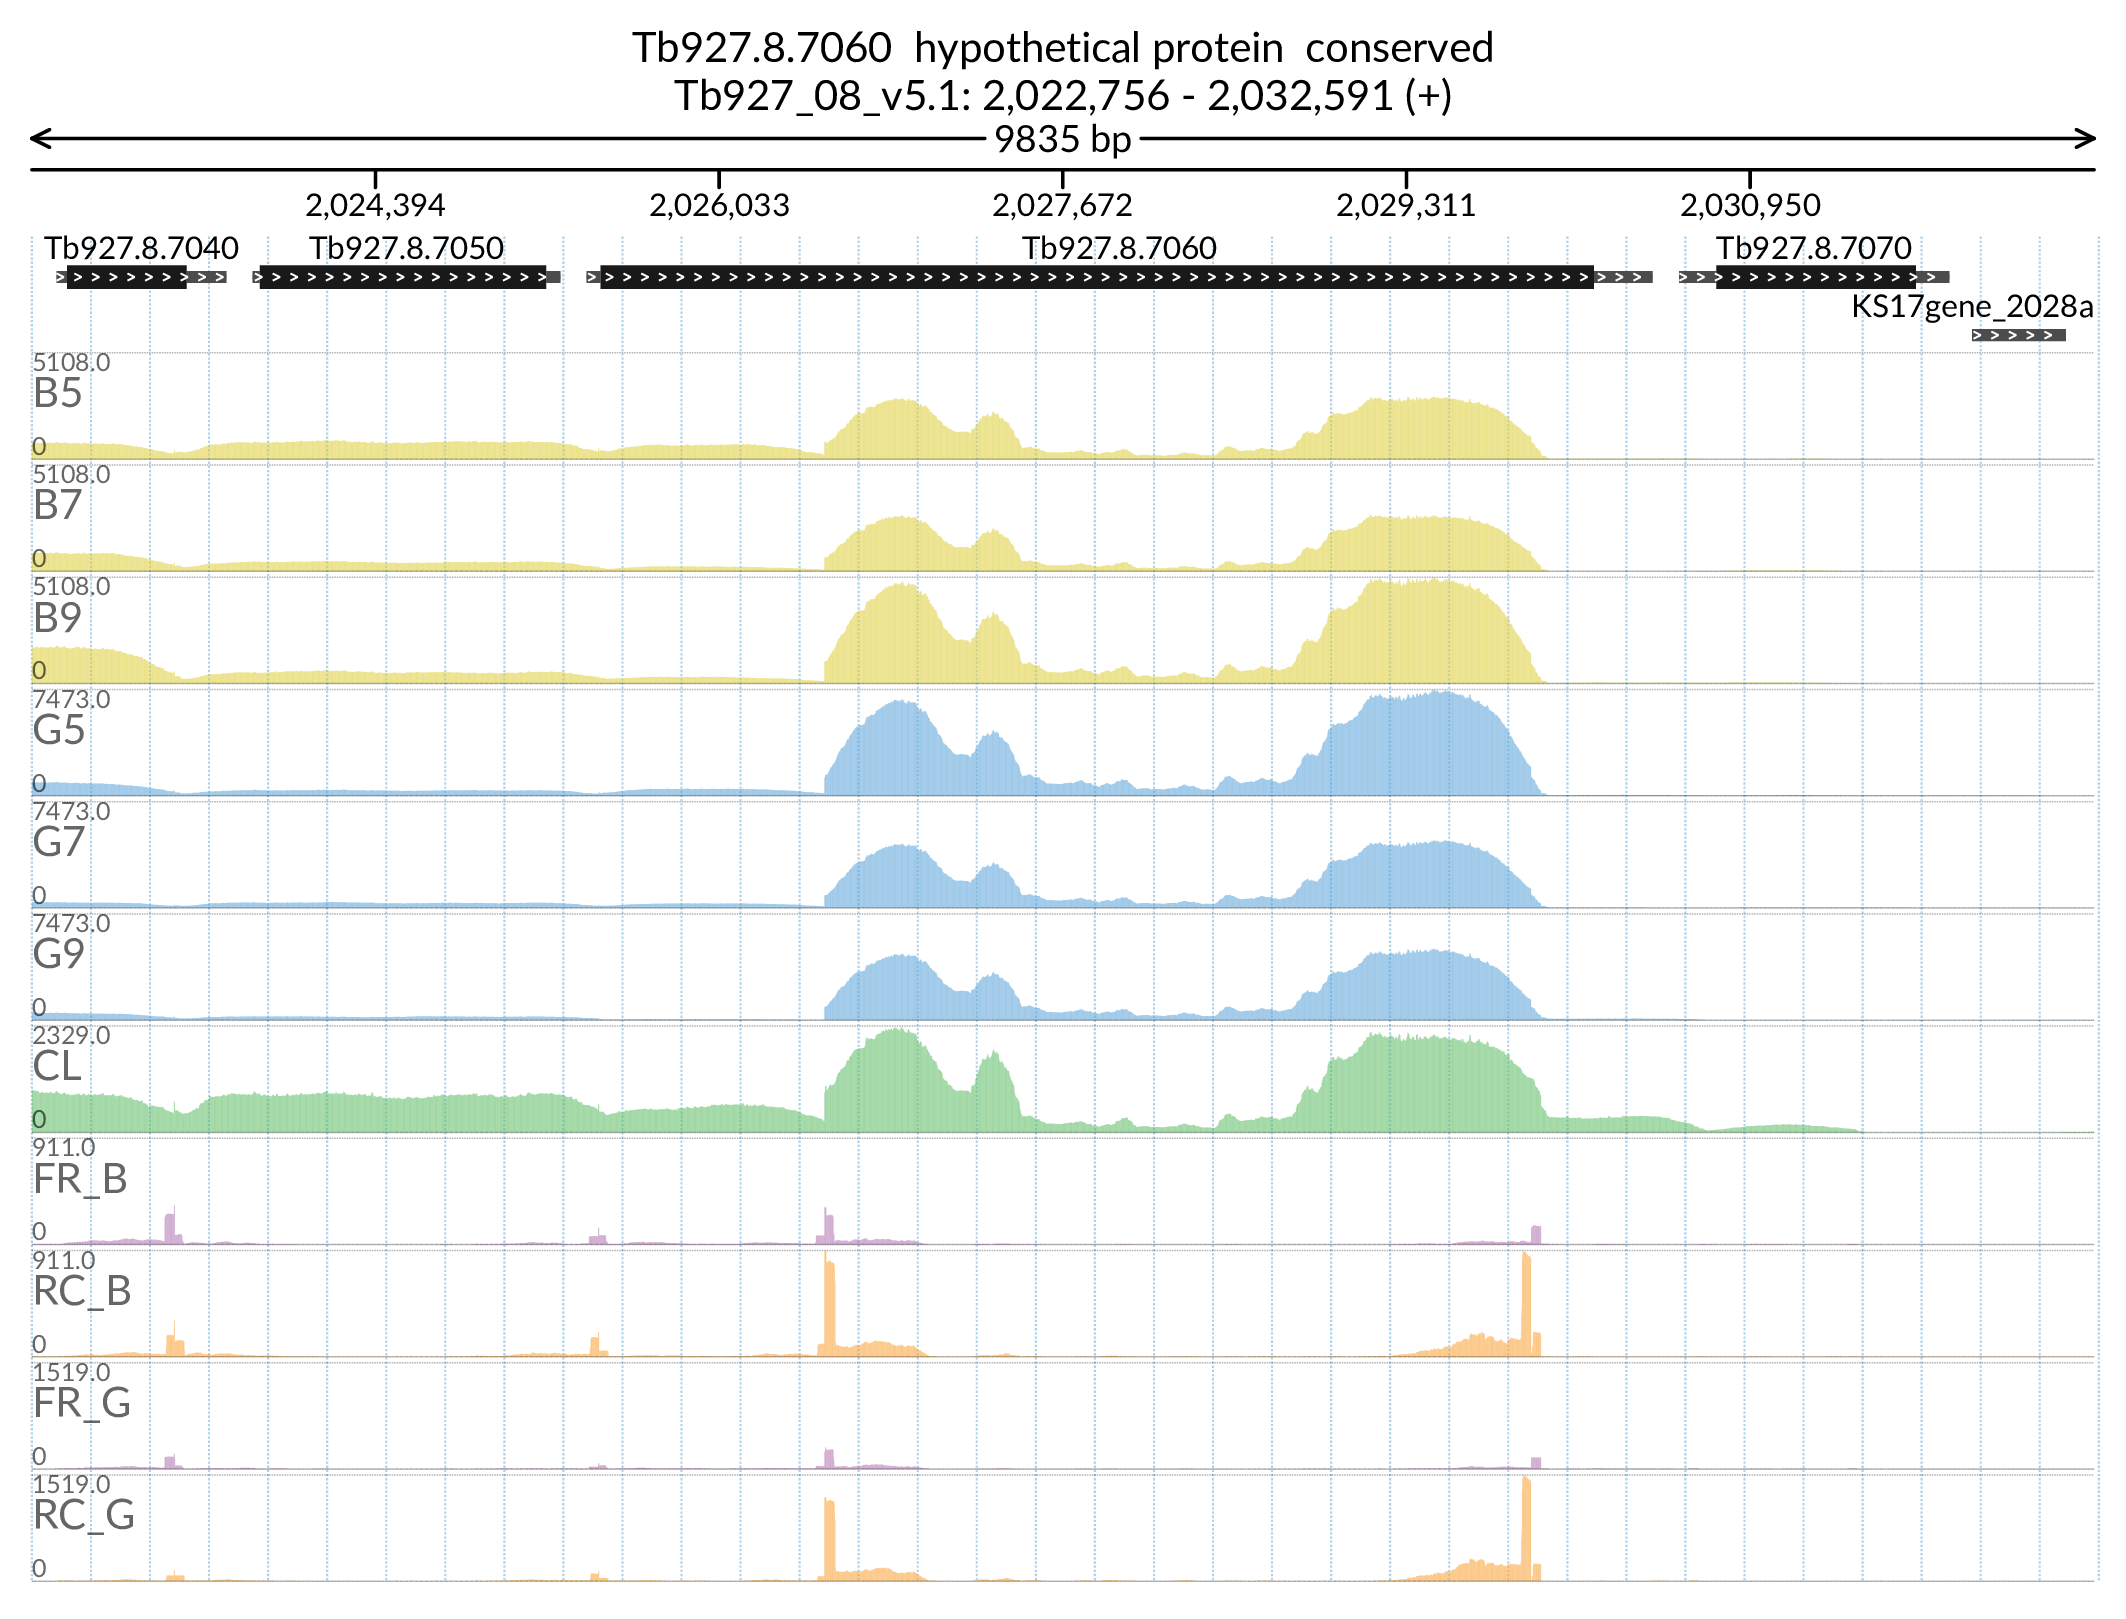 Tb927.8.7060  hypothetical protein  conserved
Tb927_08_v5.1: 2,022,756 - 2,032,591 (+)
9835 bp
2,024,394 2,026,033 2,027,672 2,029,311 2,030,950
Tb927.8.7040 Tb927.8.7050 Tb927.8.7060 Tb927.8.7070
KS17gene_2028a
5108.0
B5
0
5108.0
B7
0
5108.0
B9
0
7473.0
G5
0
7473.0
G7
0
7473.0
G9
0
2329.0
CL
0
911.0
FR_B
0
911.0
RC_B
0
1519.0
FR_G
0
1519.0
RC_G
0